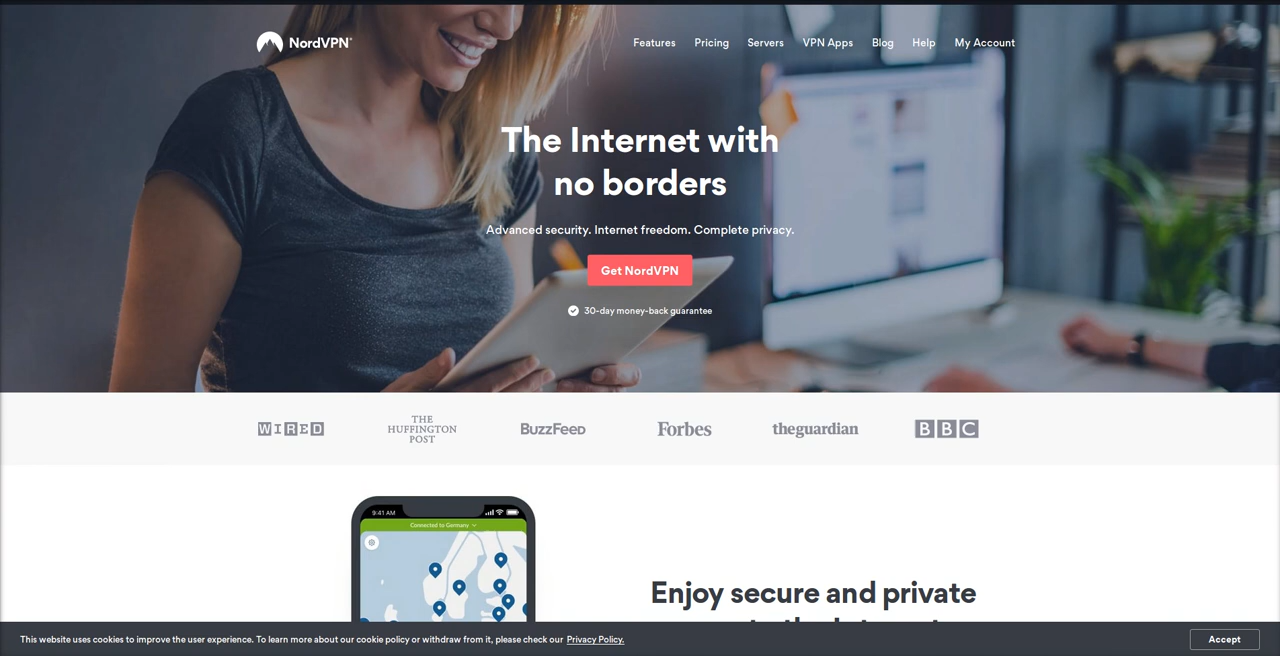 NordVPN®
Features Pricing Servers VPN Apps Blog Help My Account
The Internet with
no borders
Advanced security. Internet freedom. Complete privacy.
Get NordVPN
30-day money-back guarantee
WIRED
THE
HUFFINGTON
POST
BuzzFeeD
Forbes
theguardian
BBC
9:41 AM
Connected to Germany
Enjoy secure and private
This website uses cookies to improve the user experience. To learn more about our cookie policy or withdraw from it, please check our Privacy Policy.
Accept